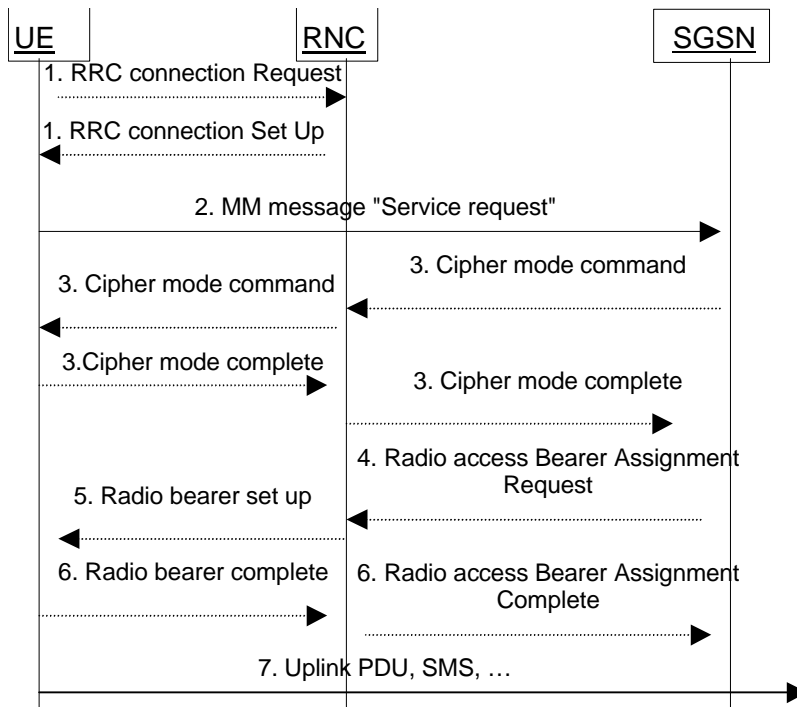 UE
RNC
SGSN
1. RRC connection Request
1. RRC connection Set Up
2. MM message "Service request"
3. Cipher mode command
3. Cipher mode command
3.Cipher mode complete
3. Cipher mode complete
4. Radio access Bearer Assignment
Request
5. Radio bearer set up
6. Radio bearer complete
6. Radio access Bearer Assignment
Complete
7. Uplink PDU, SMS, …